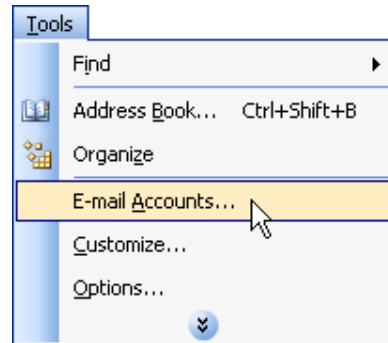 Tools
Find
Address Book... Ctrl+Shift+B
Organize
E-mail Accounts...
Customize...
Options...